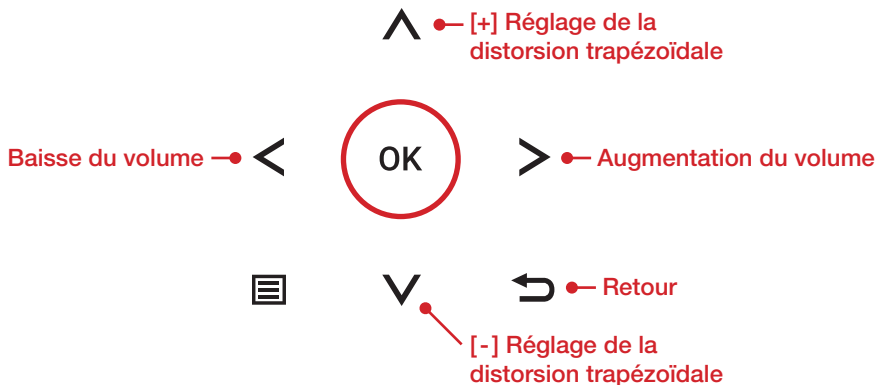 [+] Réglage de la
distorsion trapézoïdale
Baisse du volume
OK
Augmentation du volume
Retour
[-] Réglage de la
distorsion trapézoïdale